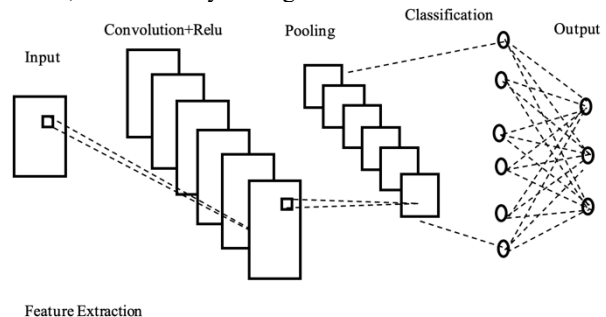 Classification
Convolution+Relu
Pooling
Output
Input
Feature Extraction